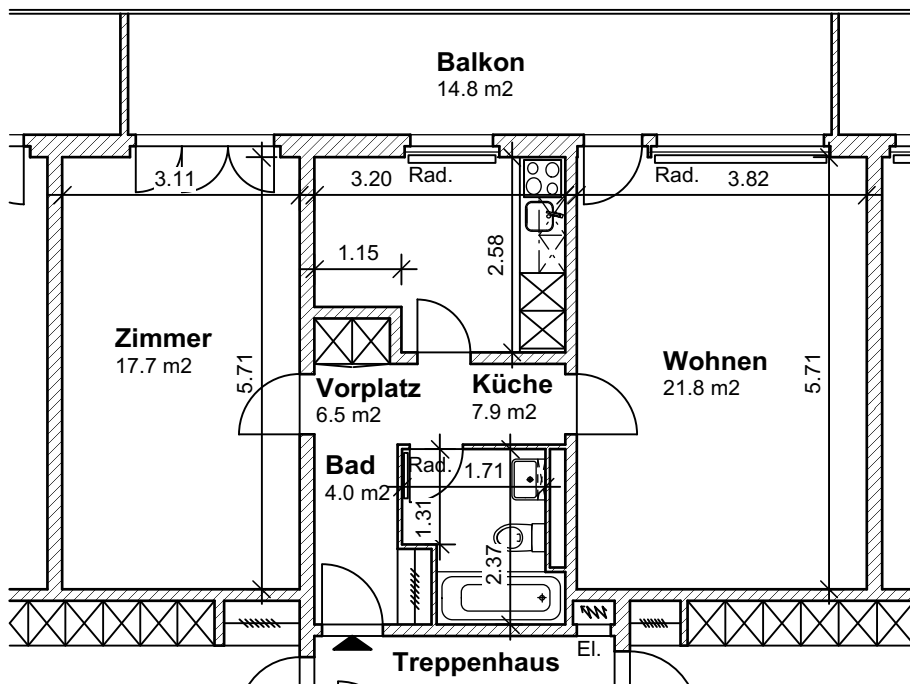 Balkon
14.8 m2
3.11
3.20
Rad.
Rad.
3.82
1.15
2.58
Zimmer
17.7 m2
5.71
Vorplatz
6.5 m2
Küche
7.9 m2
Wohnen
21.8 m2
5.71
Bad
4.0 m2
Rad.
1.71
1.31
2.37
Treppenhaus
El.